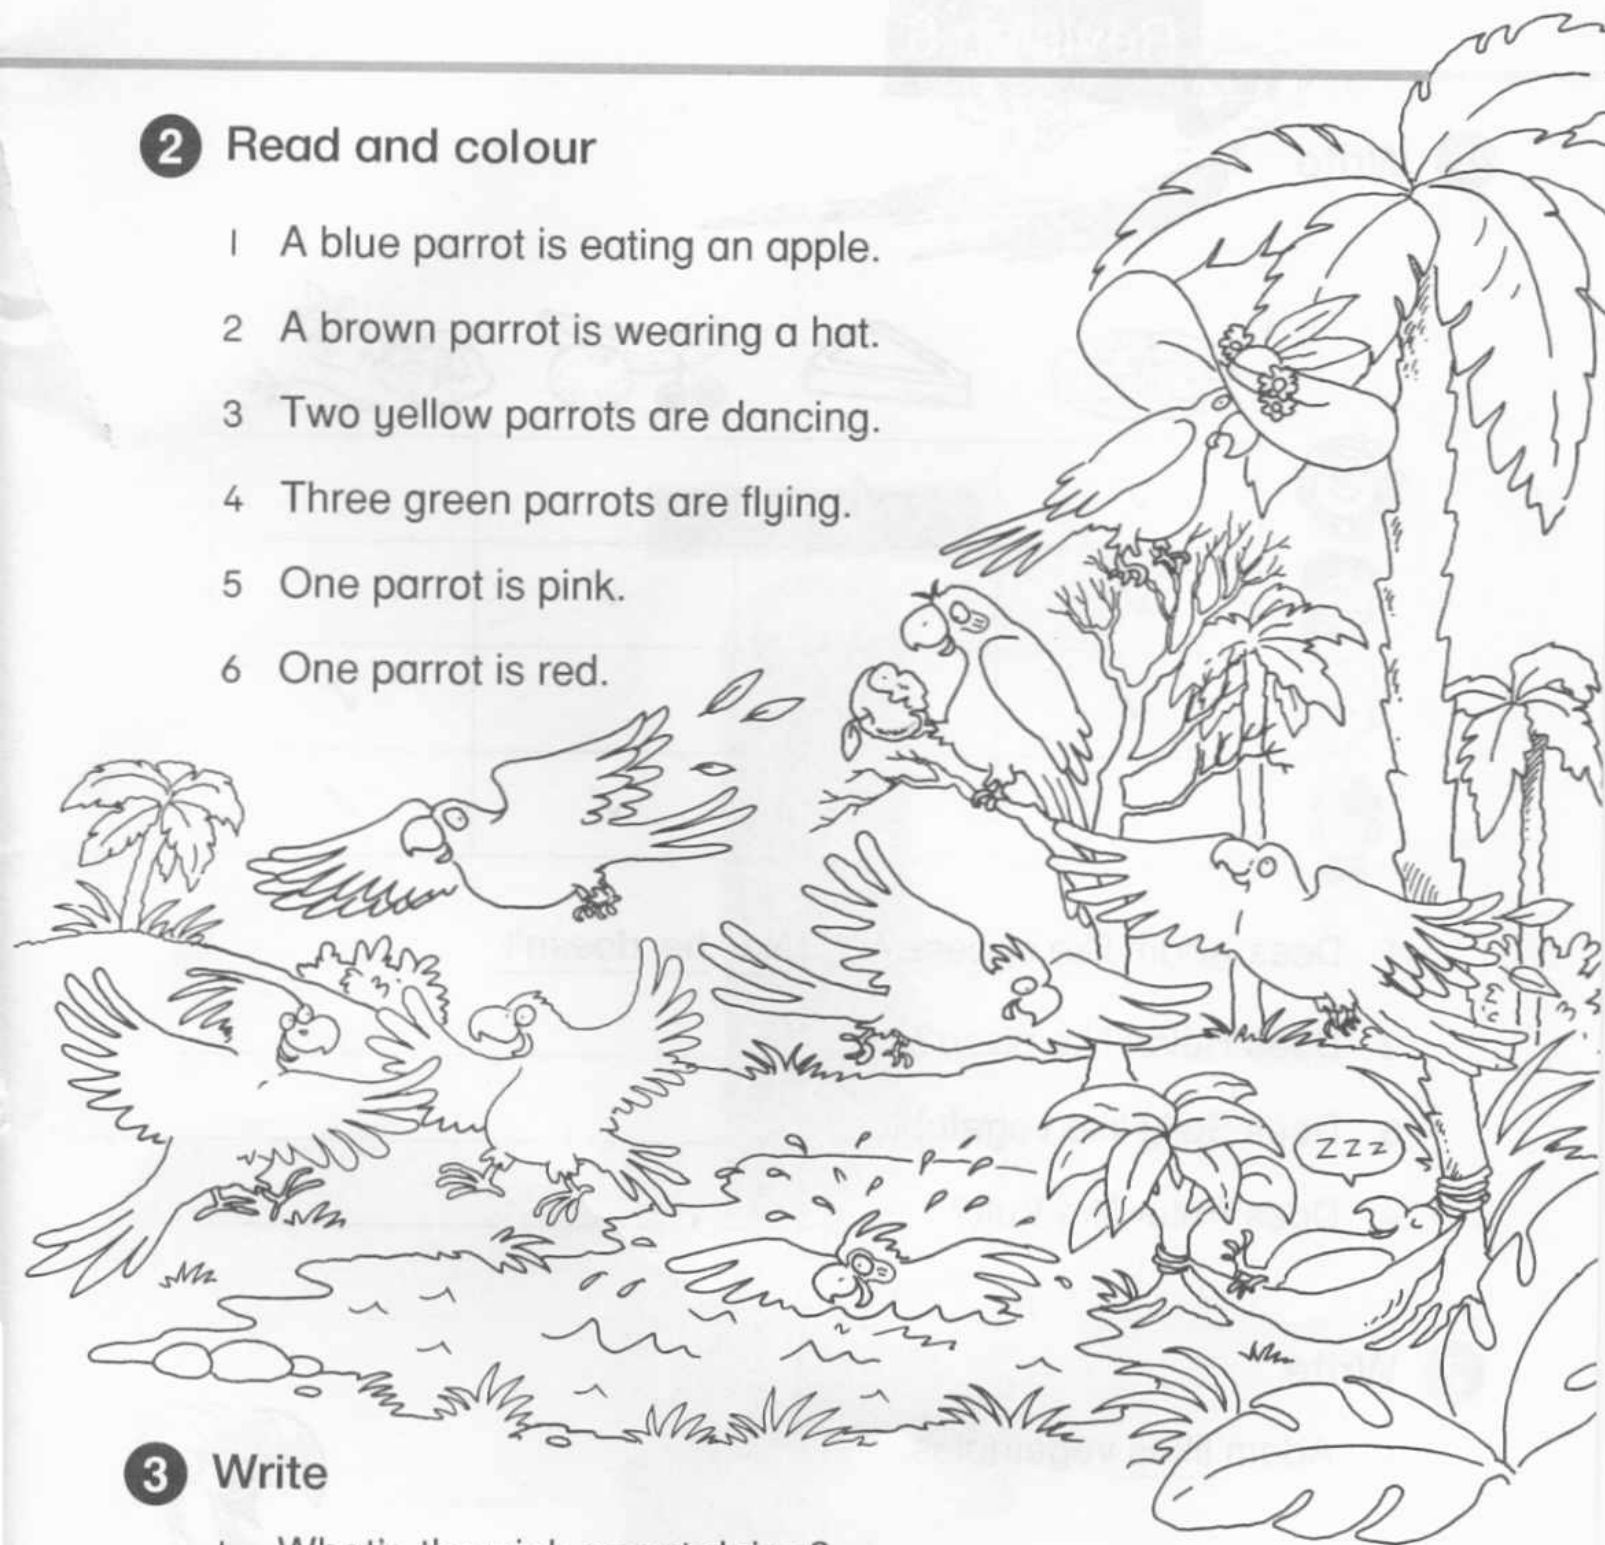 2 Read and colour
1 A blue parrot is eating an apple.
2 A brown parrot is wearing a hat.
3 Two yellow parrots are dancing.
4 Three green parrots are flying.
5 One parrot is pink.
6 One parrot is red.
zzz
3 Write